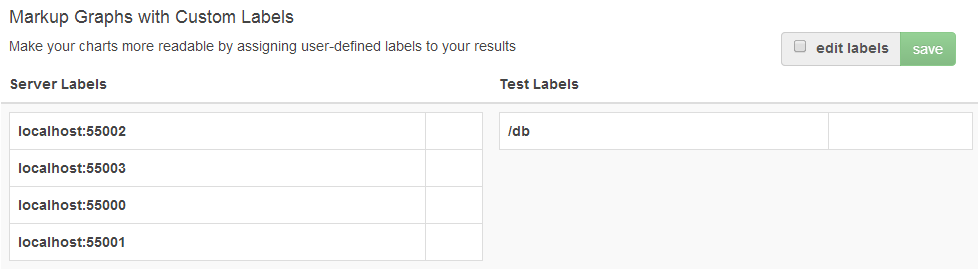 Markup Graphs with Custom Labels
Make your charts more readable by assigning user-defined labels to your results
edit labels
save
Server Labels
Test Labels
localhost:55002
/db
localhost:55003
localhost:55000
localhost:55001